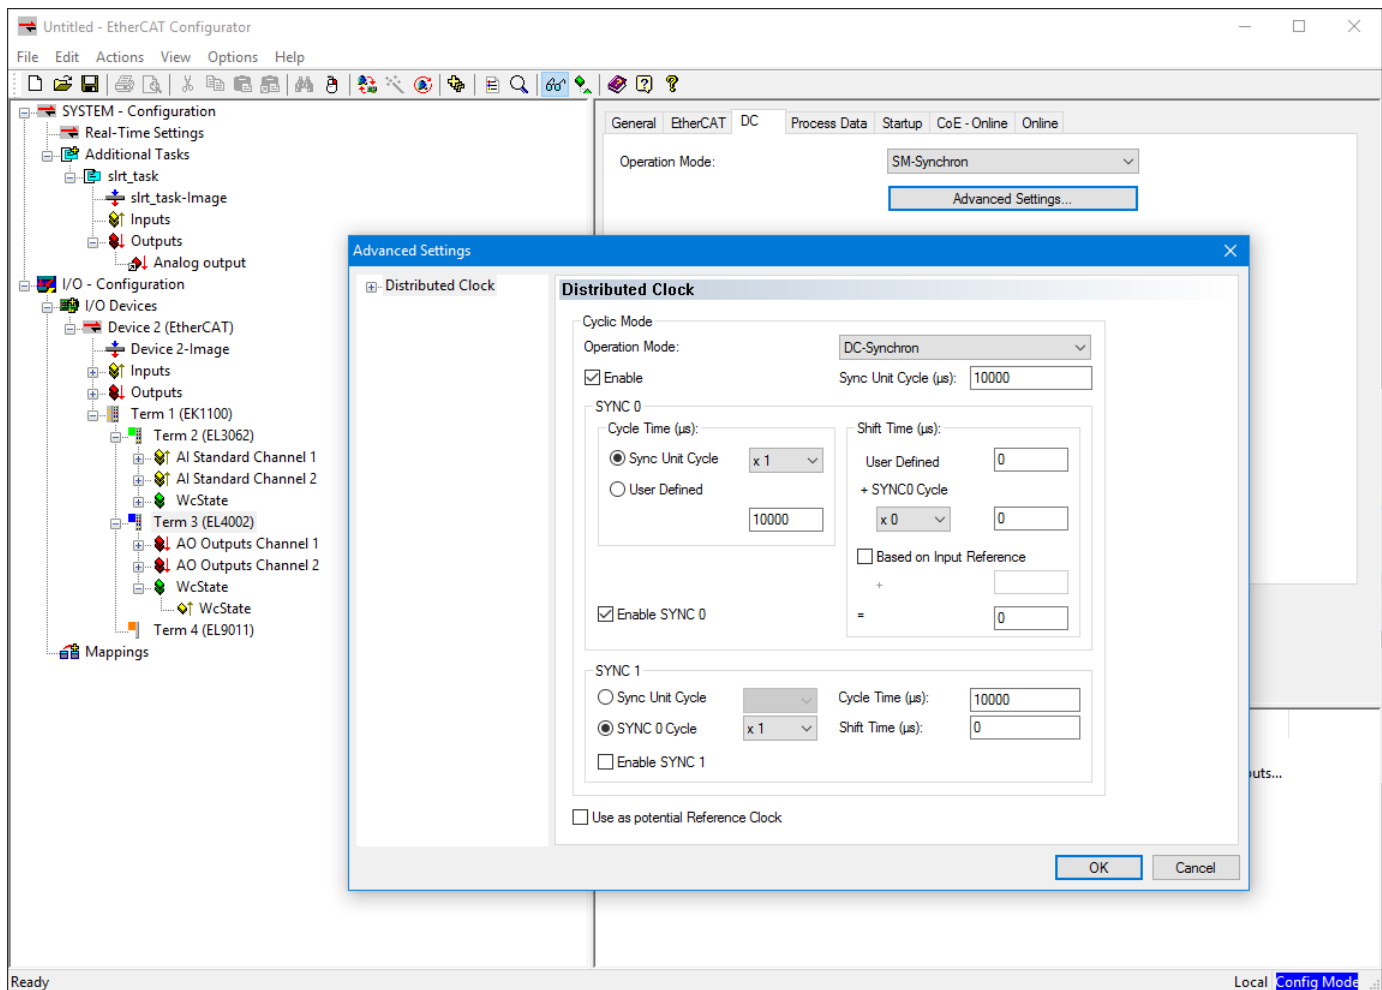 Untitled - EtherCAT Configurator
File Edit Actions View Options Help
SYSTEM - Configuration
Real-Time Settings
Additional Tasks
slrt_task
slrt_task-Image
Inputs
Outputs
Analog output
I/O - Configuration
I/O Devices
Device 2 (EtherCAT)
Device 2-Image
Inputs
Outputs
Term 1 (EK1100)
Term 2 (EL3062)
AI Standard Channel 1
AI Standard Channel 2
WcState
Term 3 (EL4002)
AO Outputs Channel 1
AO Outputs Channel 2
WcState
WcState
Term 4 (EL9011)
Mappings
General EtherCAT DC Process Data Startup CoE - Online Online
Operation Mode: SM-Synchron
Advanced Settings...
Advanced Settings
Distributed Clock
Distributed Clock
Cyclic Mode
Operation Mode: DC-Synchron
Enable Sync Unit Cycle (µs): 10000
SYNC 0
Cycle Time (µs):
Sync Unit Cycle x 1
User Defined
10000
Enable SYNC 0
Shift Time (µs):
User Defined 0
+ SYNC0 Cycle
x 0 0
Based on Input Reference
+
= 0
SYNC 1
Sync Unit Cycle Cycle Time (µs): 10000
SYNC 0 Cycle x 1 Shift Time (µs): 0
Enable SYNC 1
Use as potential Reference Clock
OK Cancel
uts...
Ready Local Config Mode